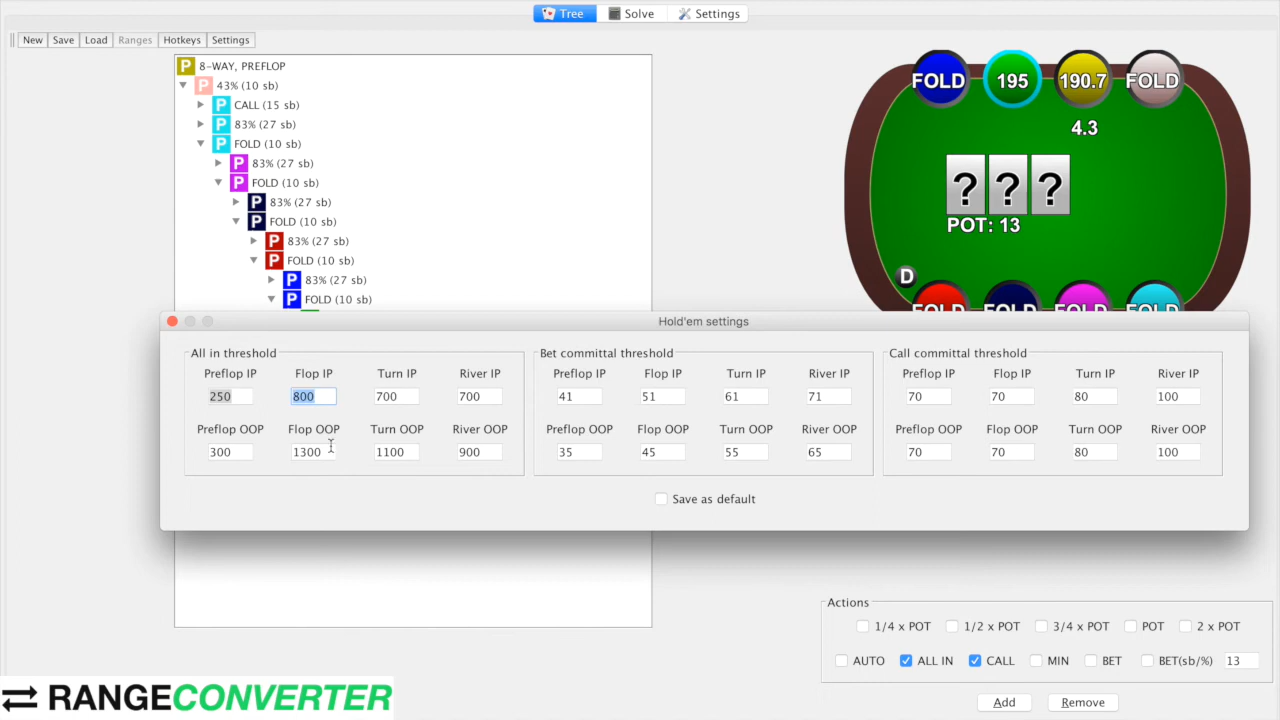 Tree Solve Settings
New Save Load Ranges Hotkeys Settings
P 8-WAY, PREFLOP
P 43% (10 sb)
P CALL (15 sb)
P 83% (27 sb)
P FOLD (10 sb)
P 83% (27 sb)
P FOLD (10 sb)
P 83% (27 sb)
P FOLD (10 sb)
P 83% (27 sb)
P FOLD (10 sb)
P 83% (27 sb)
P FOLD (10 sb)
FOLD 195 190.7 FOLD
4.3
? ? ?
POT: 13
D
FOLD FOLD FOLD FOLD
Hold'em settings
All in threshold
Preflop IP Flop IP Turn IP River IP
250 800 700 700
Preflop OOP Flop OOP Turn OOP River OOP
300 1300 1100 900
Bet committal threshold
Preflop IP Flop IP Turn IP River IP
41 51 61 71
Preflop OOP Flop OOP Turn OOP River OOP
35 45 55 65
Call committal threshold
Preflop IP Flop IP Turn IP River IP
70 70 80 100
Preflop OOP Flop OOP Turn OOP River OOP
70 70 80 100
Save as default
Actions
1/4 x POT 1/2 x POT 3/4 x POT POT 2 x POT
AUTO ALL IN CALL MIN BET BET(sb/%) 13
Add Remove
RANGECONVERTER